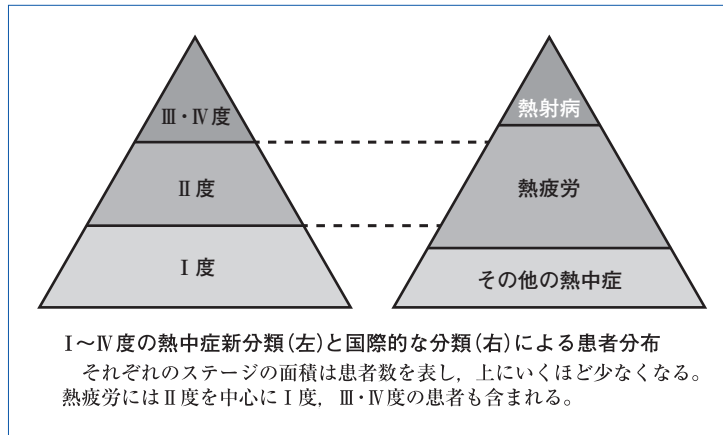 Ⅲ・Ⅳ度
Ⅱ度
Ⅰ度
熱射病
熱疲労
その他の熱中症
Ⅰ〜Ⅳ度の熱中症新分類(左)と国際的な分類(右)による患者分布
それぞれのステージの面積は患者数を表し，上にいくほど少なくなる。
熱疲労にはⅡ度を中心にⅠ度，Ⅲ・Ⅳ度の患者も含まれる。